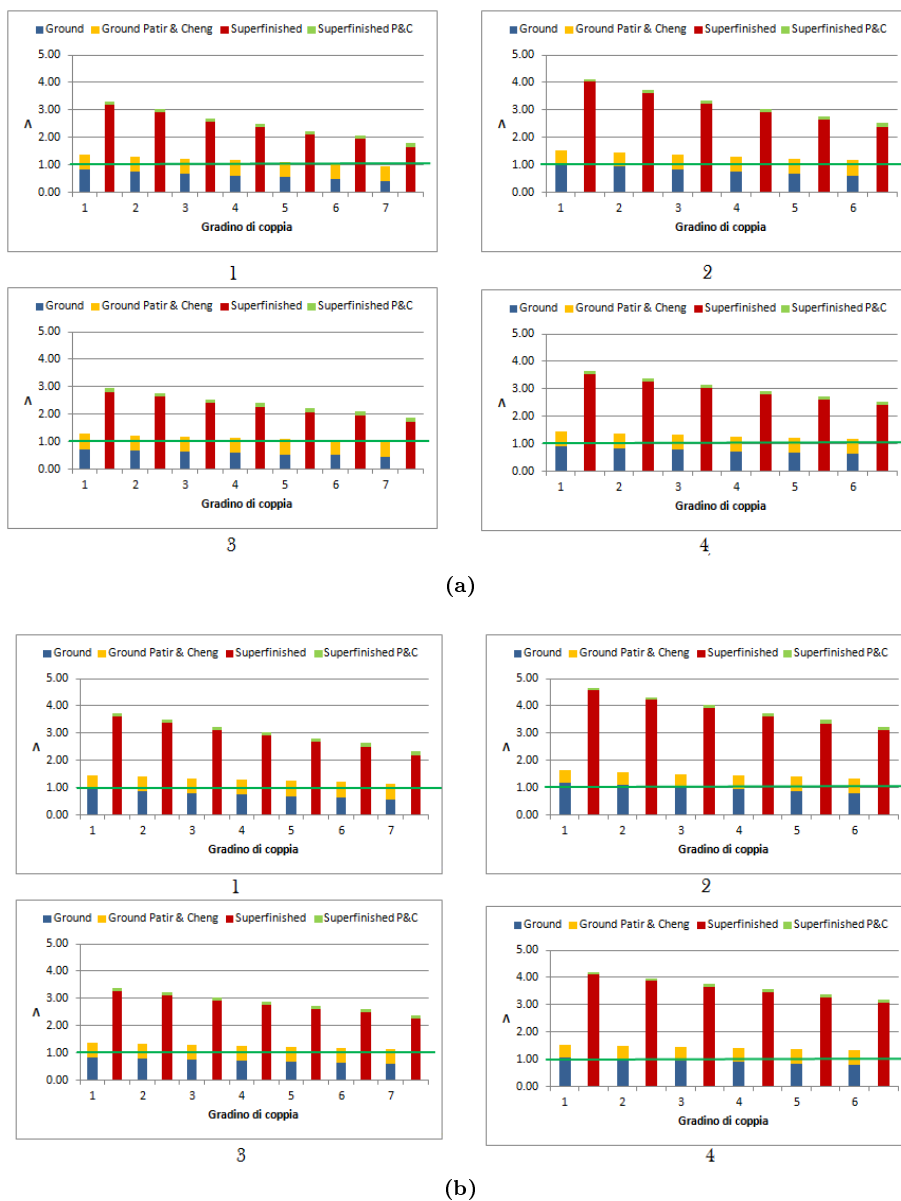 Ground Ground Patir & Cheng Superfinished Superfinished P&C
5.00
4.00
3.00
2.00
1.00
0.00
Λ
1 2 3 4 5 6 7
Gradino di coppia
1
Ground Ground Patir & Cheng Superfinished Superfinished P&C
5.00
4.00
3.00
2.00
1.00
0.00
Λ
1 2 3 4 5 6
Gradino di coppia
2
Ground Ground Patir & Cheng Superfinished Superfinished P&C
5.00
4.00
3.00
2.00
1.00
0.00
Λ
1 2 3 4 5 6 7
Gradino di coppia
3
Ground Ground Patir & Cheng Superfinished Superfinished P&C
5.00
4.00
3.00
2.00
1.00
0.00
Λ
1 2 3 4 5 6
Gradino di coppia
4
(a)
Ground Ground Patir & Cheng Superfinished Superfinished P&C
5.00
4.00
3.00
2.00
1.00
0.00
Λ
1 2 3 4 5 6 7
Gradino di coppia
1
Ground Ground Patir & Cheng Superfinished Superfinished P&C
5.00
4.00
3.00
2.00
1.00
0.00
Λ
1 2 3 4 5 6
Gradino di coppia
2
Ground Ground Patir & Cheng Superfinished Superfinished P&C
5.00
4.00
3.00
2.00
1.00
0.00
Λ
1 2 3 4 5 6 7
Gradino di coppia
3
Ground Ground Patir & Cheng Superfinished Superfinished P&C
5.00
4.00
3.00
2.00
1.00
0.00
Λ
1 2 3 4 5 6
Gradino di coppia
4
(b)